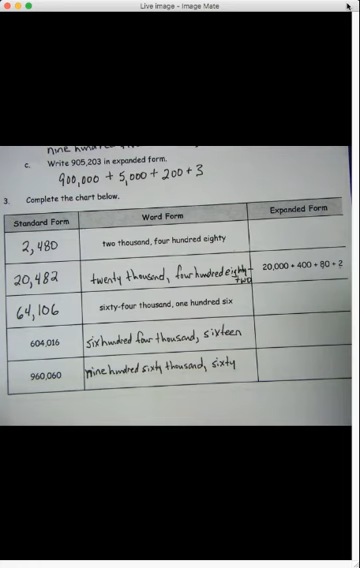 Live image - Image Mate
nine hundred
c. Write 905,203 in expanded form.
900,000 + 5,000 + 200 + 3
3. Complete the chart below.
Standard Form Word Form Expanded Form
2,480 two thousand, four hundred eighty
20,482 twenty thousand, four hundred eighty- 20,000 + 400 + 80 + 2
two
64,106 sixty-four thousand, one hundred six
604,016 six hundred four thousand, sixteen
960,060 nine hundred sixty thousand, sixty